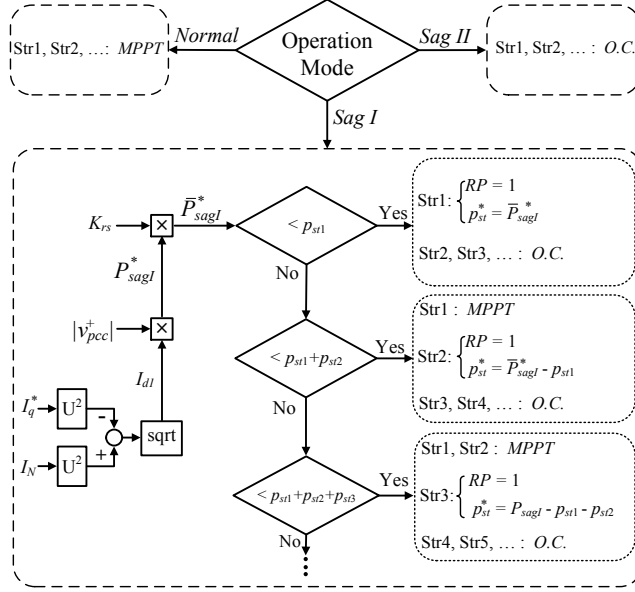 Str1, Str2, ...: MPPT
Normal
Operation
Mode
Sag II
Str1, Str2, ... : O.C.
Sag I
K_rs
×
P̅*_sagI
< p_st1
Yes
Str1: { RP = 1
p*_st = P̅*_sagI
Str2, Str3, ... : O.C.
P*_sagI
No
|v⁺_pcc|
×
I_d1
< p_st1+p_st2
Yes
Str1 : MPPT
Str2: { RP = 1
p*_st = P̅*_sagI - p_st1
Str3, Str4, ... : O.C.
No
I*_q
U²
-
sqrt
I_N
U²
+
< p_st1+p_st2+p_st3
Yes
Str1, Str2 : MPPT
Str3: { RP = 1
p*_st = P_sagI - p_st1 - p_st2
Str4, Str5, ... : O.C.
No